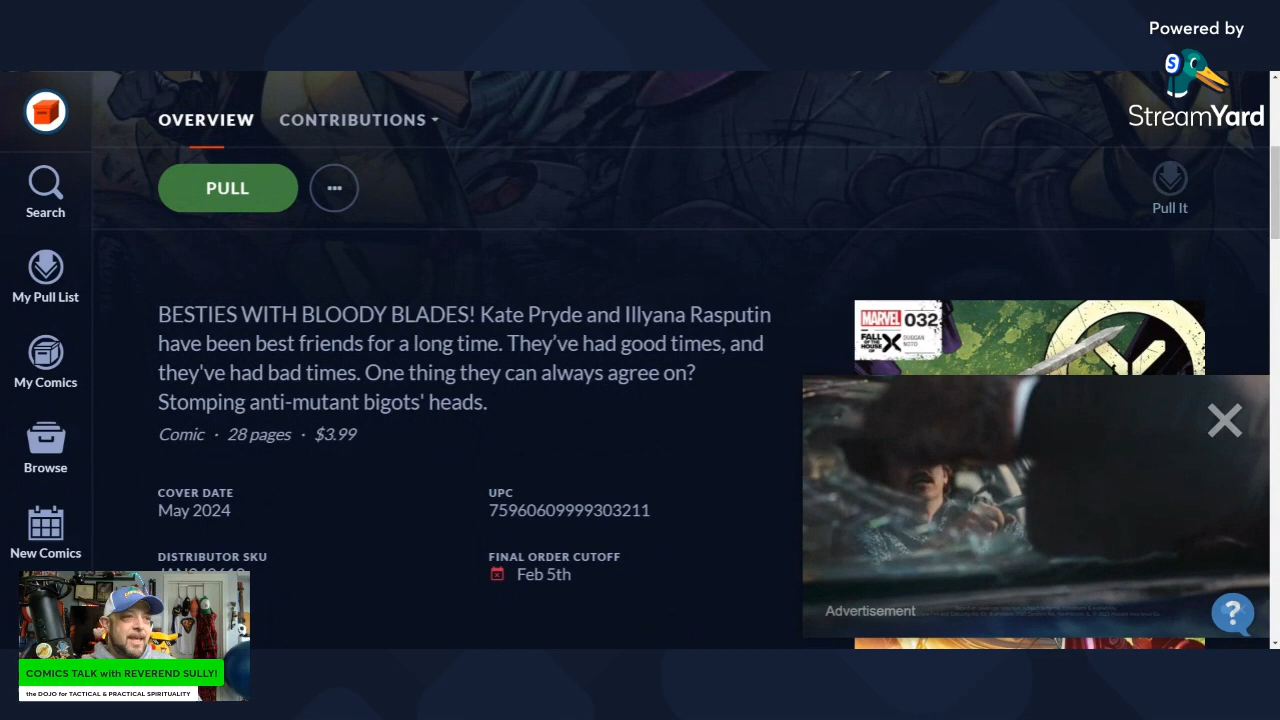 Powered by
StreamYard
OVERVIEW CONTRIBUTIONS
PULL
Pull It
Search
My Pull List
My Comics
Browse
New Comics
BESTIES WITH BLOODY BLADES! Kate Pryde and Illyana Rasputin
have been best friends for a long time. They've had good times, and
they've had bad times. One thing they can always agree on?
Stomping anti-mutant bigots' heads.
Comic · 28 pages · $3.99
COVER DATE
May 2024
UPC
75960609999303211
DISTRIBUTOR SKU
FINAL ORDER CUTOFF
Feb 5th
MARVEL 032
FALL
OF THE
HOUSE
OF
X
DUGGAN
NOTO
Advertisement
?
COMICS TALK with REVEREND SULLY!
the DOJO for TACTICAL & PRACTICAL SPIRITUALITY